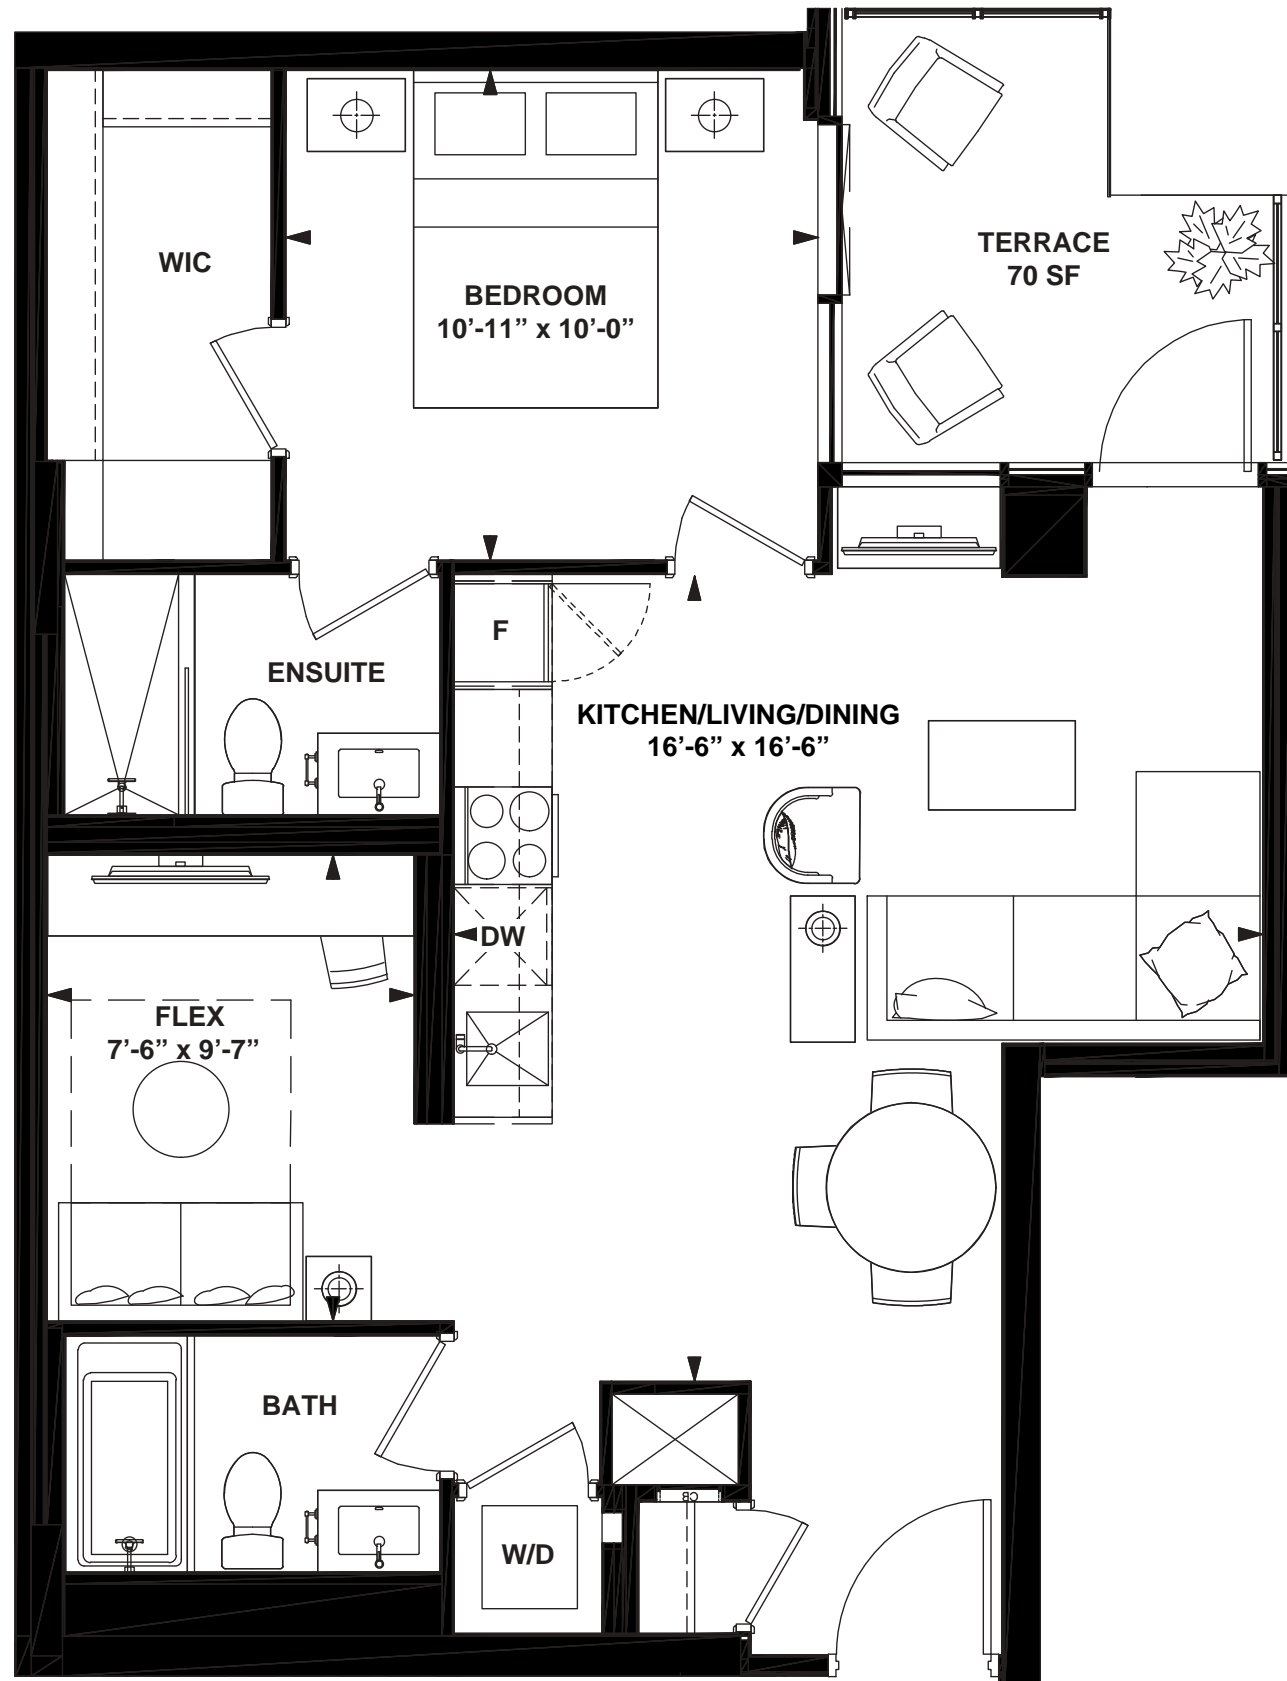 WIC
BEDROOM
10’-11” x 10’-0”
TERRACE
70 SF
F
ENSUITE
KITCHEN/LIVING/DINING
16’-6” x 16’-6”
DW
FLEX
7’-6” x 9’-7”
BATH
CB
W/D